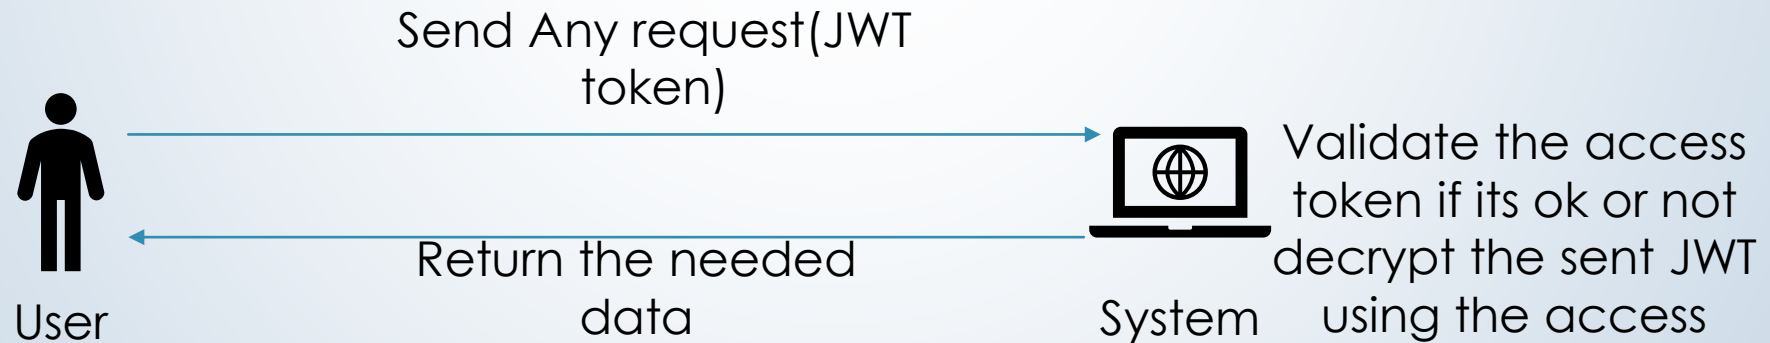 Send Any request(JWT
token)
Validate the access
token if its ok or not
decrypt the sent JWT
using the access
Return the needed
data
User
System